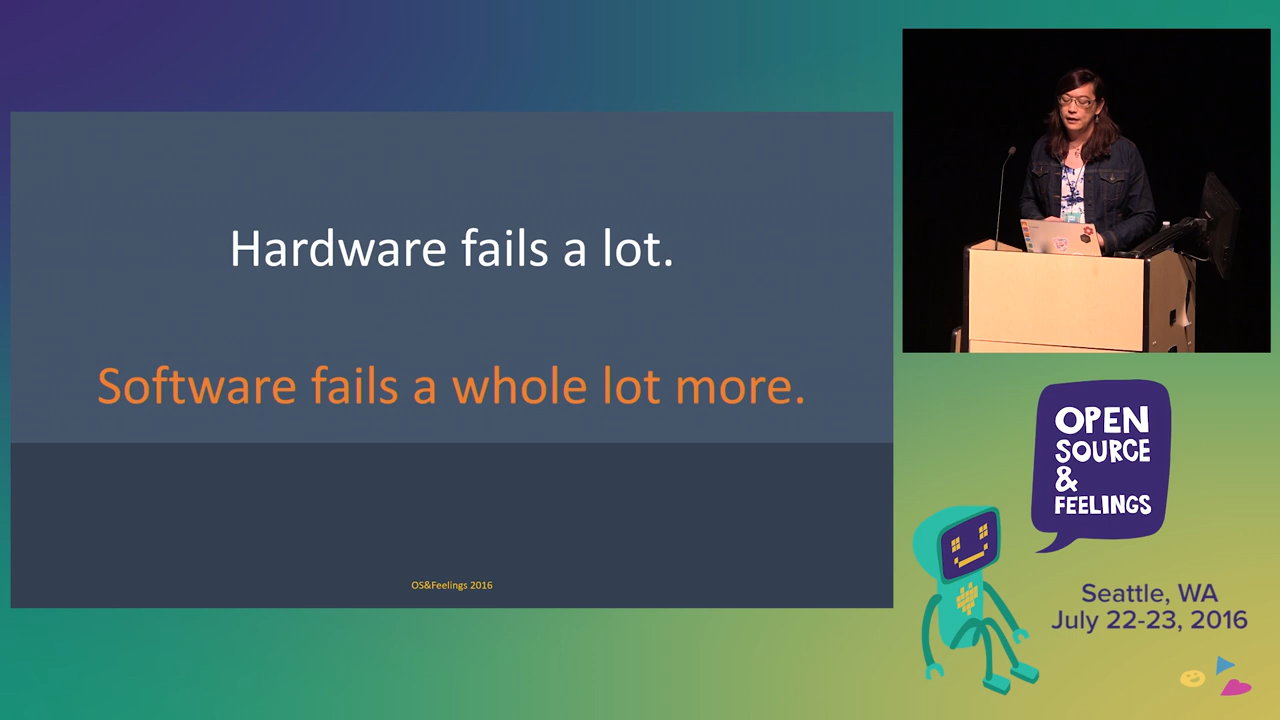 Hardware fails a lot.
Software fails a whole lot more.
OS&Feelings 2016
OPEN
SOURCE
&
FEELINGS
Seattle, WA
July 22-23, 2016